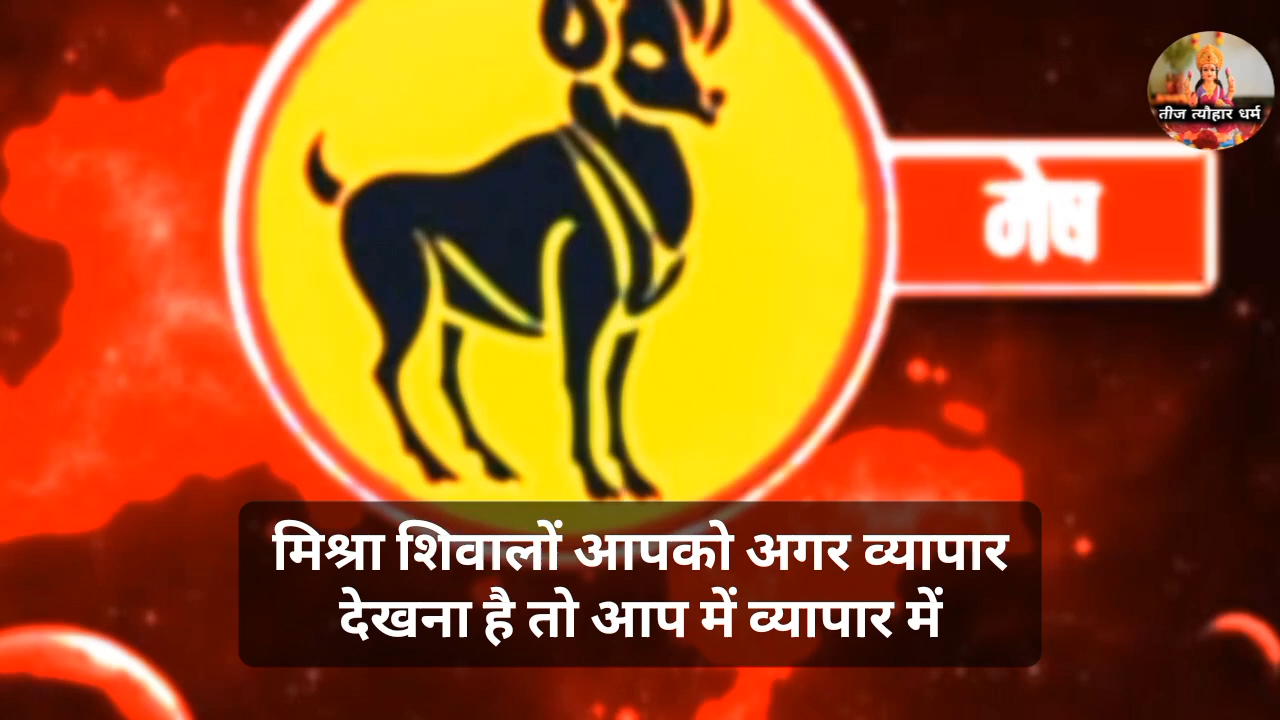 तीज त्यौहार धर्म
मेष
मिश्रा शिवालों आपको अगर व्यापार
देखना है तो आप में व्यापार में